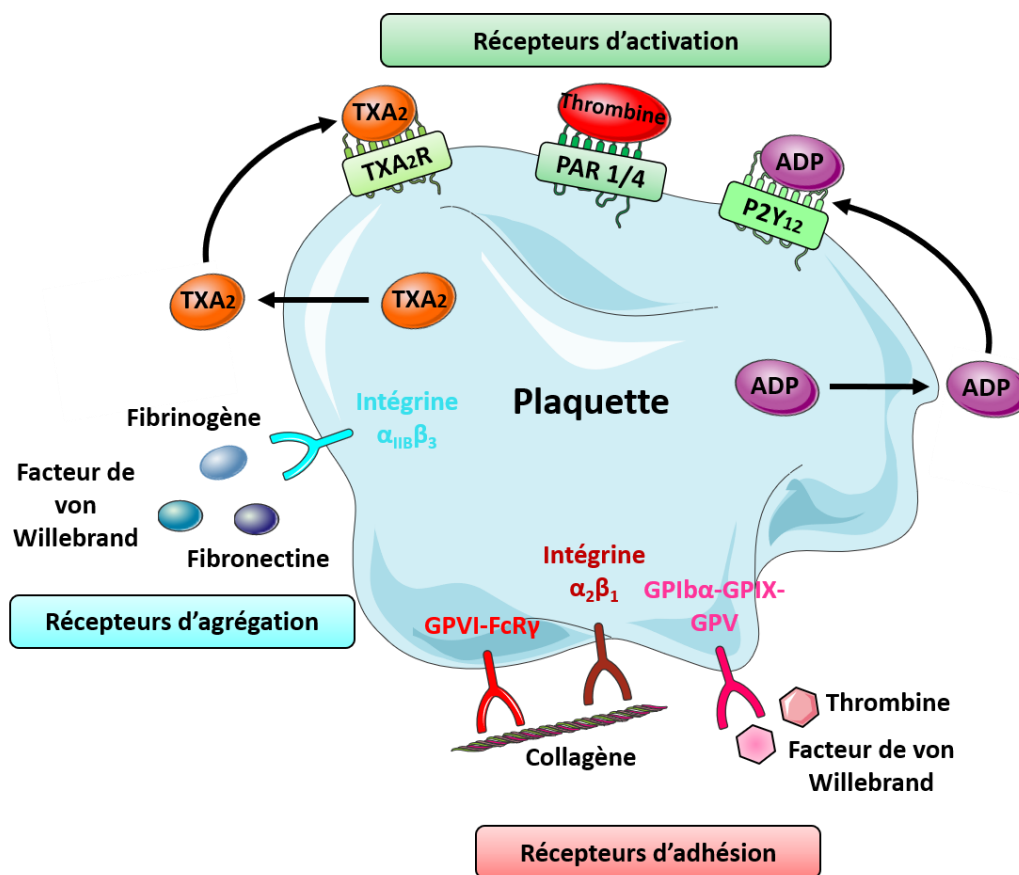 Récepteurs d'activation
TXA2
TXA2R
Thrombine
PAR 1/4
ADP
P2Y12
TXA2
TXA2
ADP
ADP
Plaquette
Intégrine
αIIBβ3
Fibrinogène
Facteur de
von
Willebrand
Fibronectine
Récepteurs d'agrégation
GPVI-FcRγ
Intégrine
α2β1
GPIbα-GPIX-
GPV
Collagène
Thrombine
Facteur de von
Willebrand
Récepteurs d'adhésion